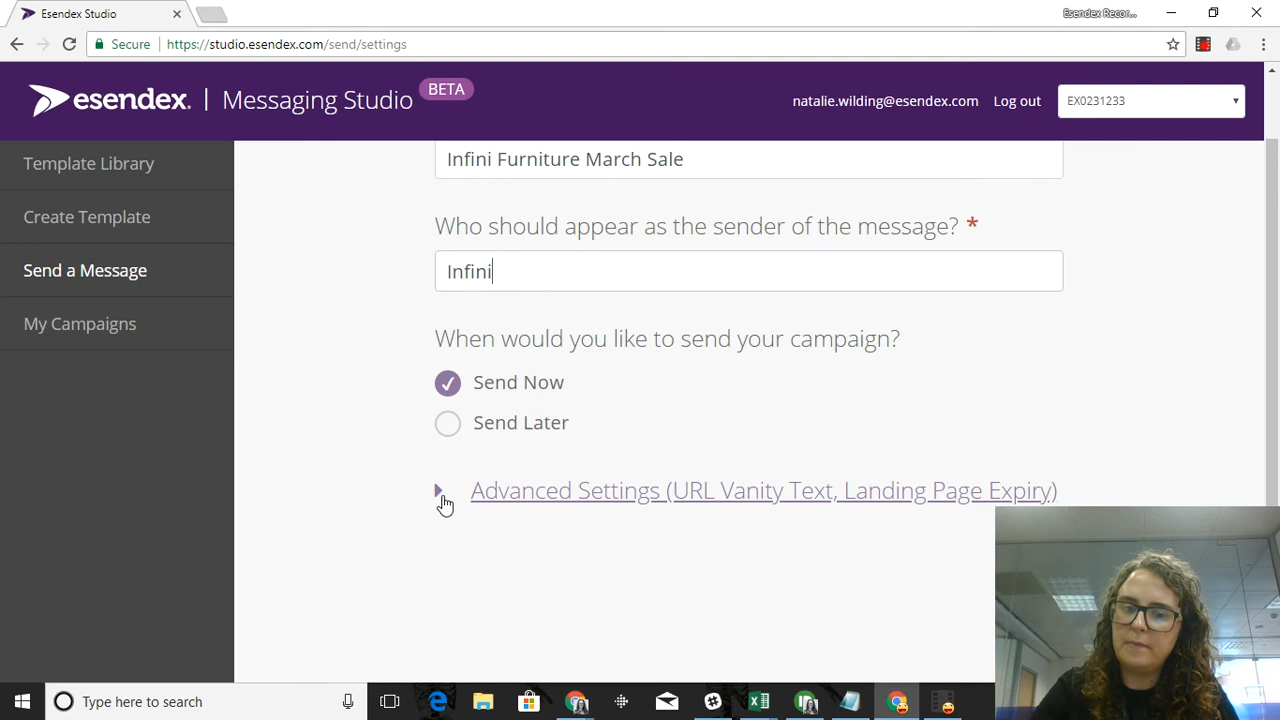 Esendex Studio
Esendex Recor...
Secure
https://studio.esendex.com/send/settings
esendex
Messaging Studio
BETA
natalie.wilding@esendex.com
Log out
EX0231233
Template Library
Create Template
Send a Message
My Campaigns
Infini Furniture March Sale
Who should appear as the sender of the message? *
Infini
When would you like to send your campaign?
Send Now
Send Later
Advanced Settings (URL Vanity Text, Landing Page Expiry)
Type here to search